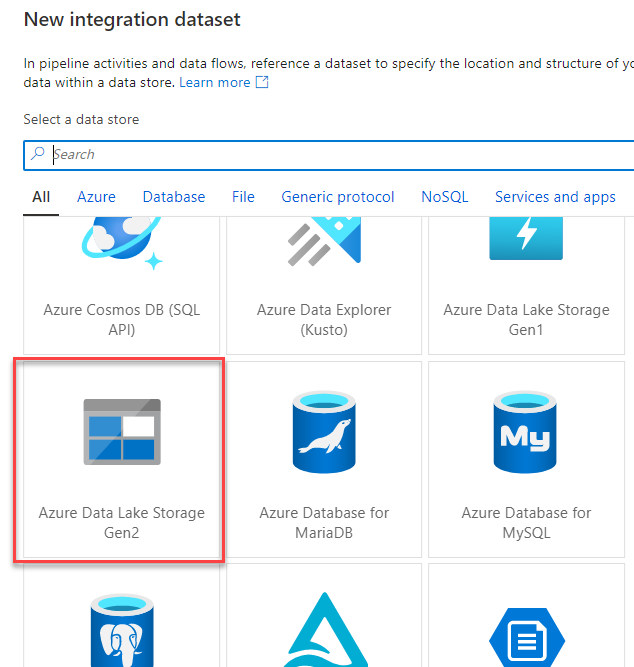 New integration dataset
In pipeline activities and data flows, reference a dataset to specify the location and structure of
data within a data store. Learn more
Select a data store
Search
All Azure Database File Generic protocol NoSQL Services and apps
Azure Cosmos DB (SQL
API)
Azure Data Explorer
(Kusto)
Azure Data Lake Storage
Gen1
Azure Data Lake Storage
Gen2
Azure Database for
MariaDB
My
Azure Database for
MySQL